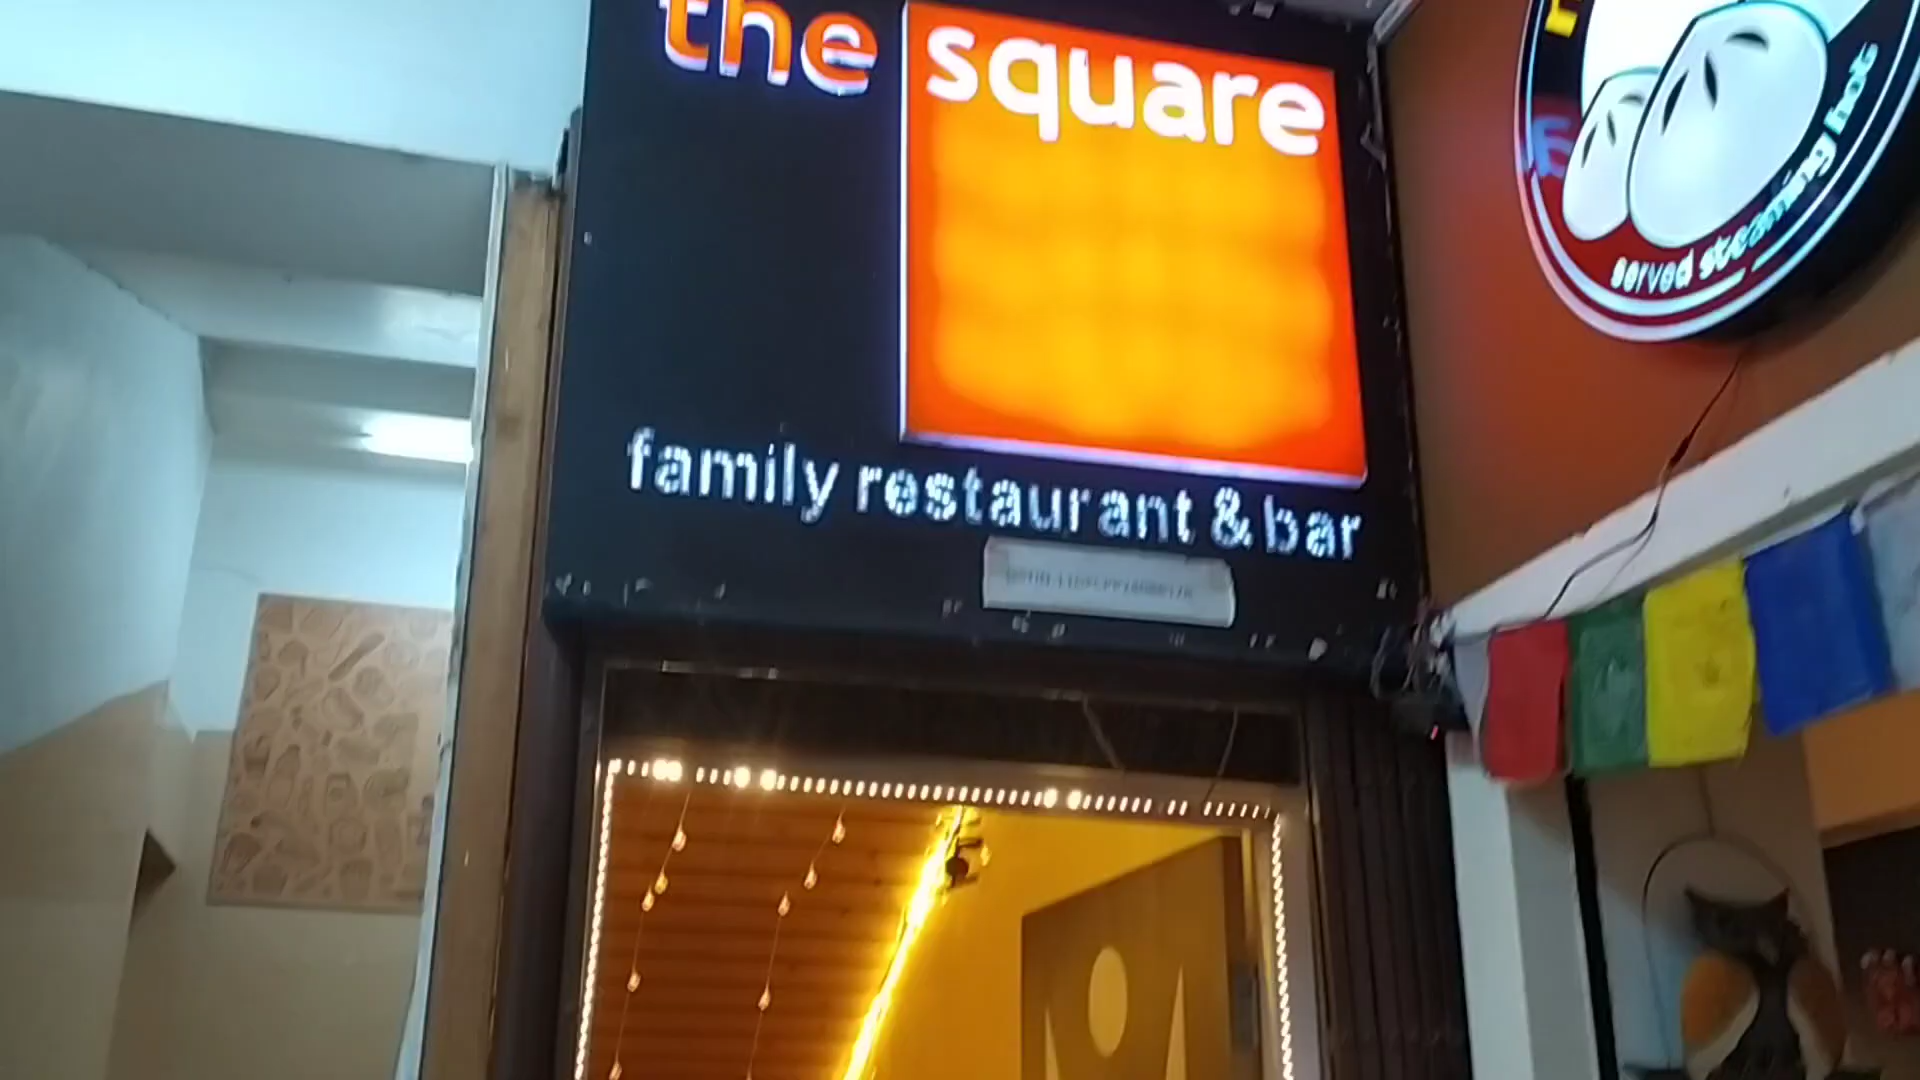 the square
family restaurant & bar
served steaming hot